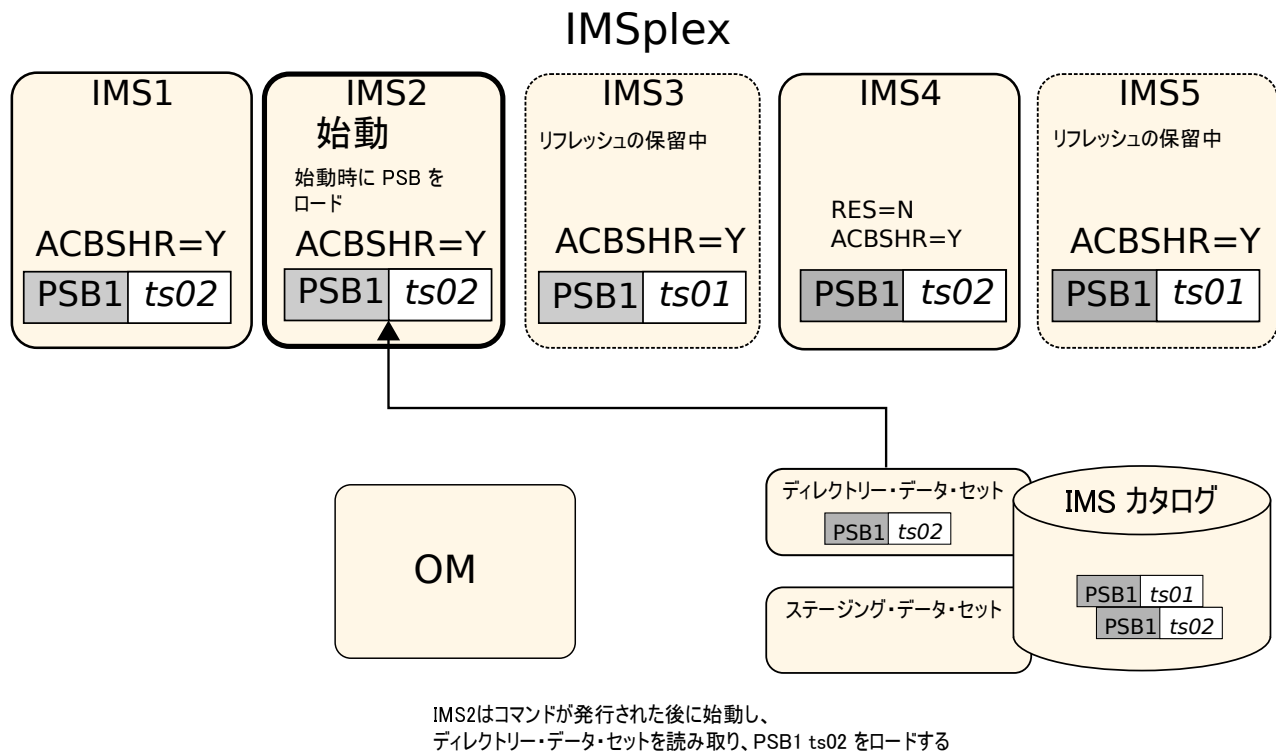 IMSplex
IMS1
ACBSHR=Y
PSB1 ts02
IMS2
始動
始動時に PSB を
ロード
ACBSHR=Y
PSB1 ts02
IMS3
リフレッシュの保留中
ACBSHR=Y
PSB1 ts01
IMS4
RES=N
ACBSHR=Y
PSB1 ts02
IMS5
リフレッシュの保留中
ACBSHR=Y
PSB1 ts01
OM
ディレクトリー・データ・セット
PSB1 ts02
ステージング・データ・セット
IMS カタログ
PSB1 ts01
PSB1 ts02
IMS2はコマンドが発行された後に始動し、
ディレクトリー・データ・セットを読み取り、PSB1 ts02 をロードする